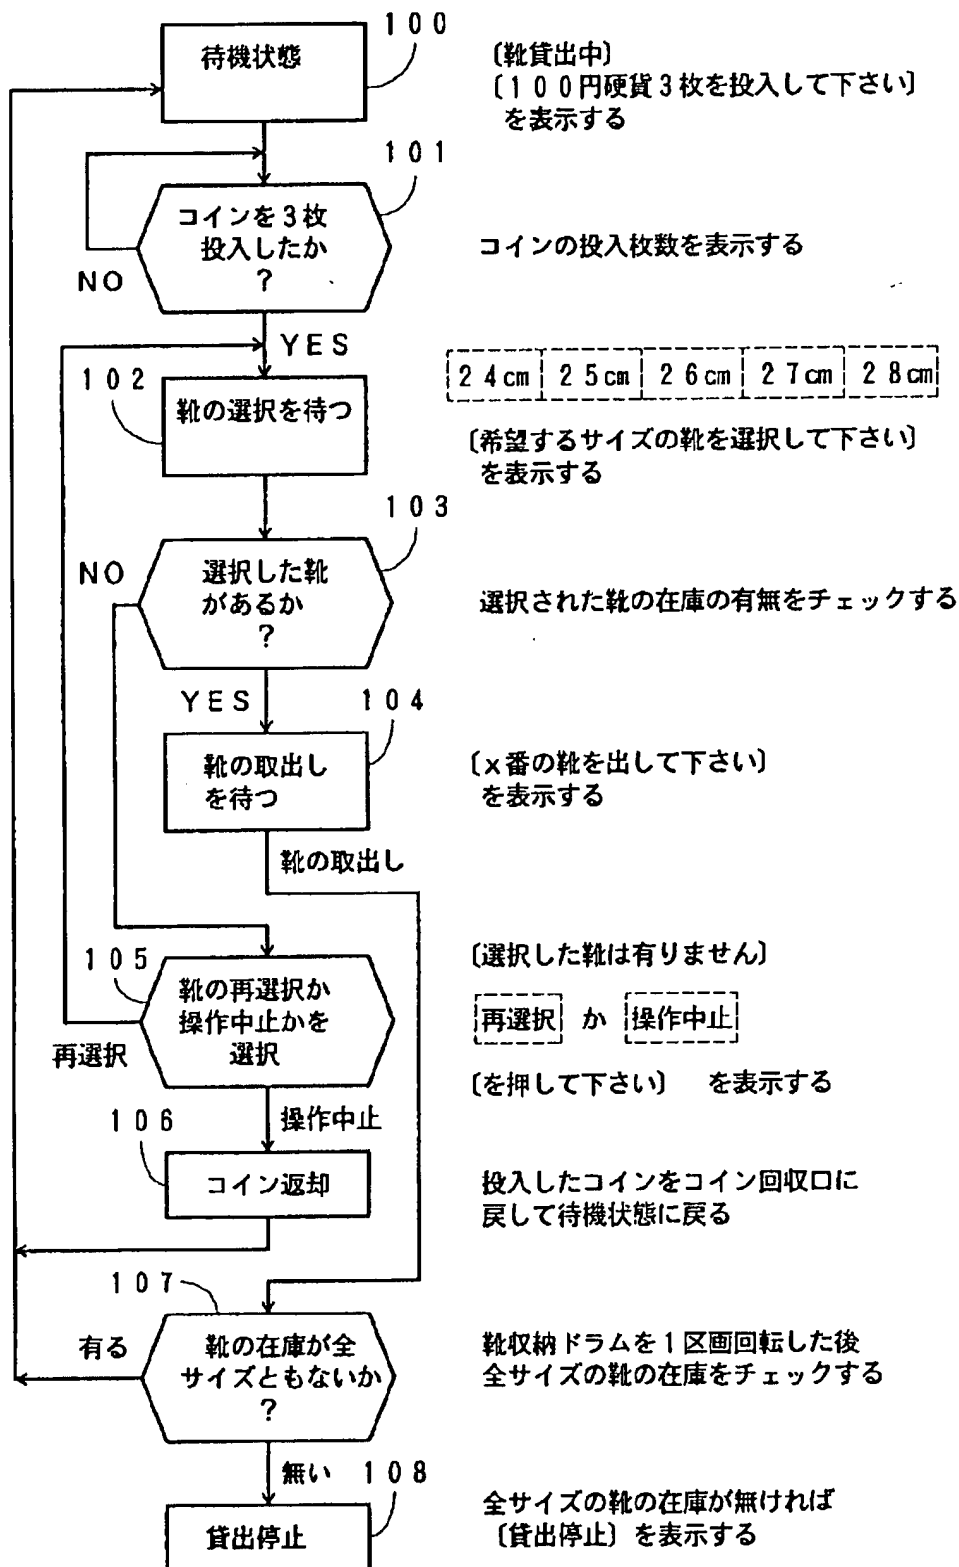 100
待機状態
〔靴貸出中〕
〔100円硬貨3枚を投入して下さい〕
を表示する
101
コインを3枚
投入したか
?
コインの投入枚数を表示する
NO
YES
102
24cm 25cm 26cm 27cm 28cm
靴の選択を待つ
〔希望するサイズの靴を選択して下さい〕
を表示する
103
NO
選択した靴
があるか
?
選択された靴の在庫の有無をチェックする
YES
104
靴の取出し
を待つ
〔x番の靴を出して下さい〕
を表示する
靴の取出し
105
〔選択した靴は有りません〕
靴の再選択か
操作中止かを
選択
再選択 か 操作中止
再選択
〔を押して下さい〕 を表示する
操作中止
106
コイン返却
投入したコインをコイン回収口に
戻して待機状態に戻る
107
有る
靴の在庫が全
サイズともないか
?
靴収納ドラムを1区画回転した後
全サイズの靴の在庫をチェックする
無い
108
貸出停止
全サイズの靴の在庫が無ければ
〔貸出停止〕を表示する